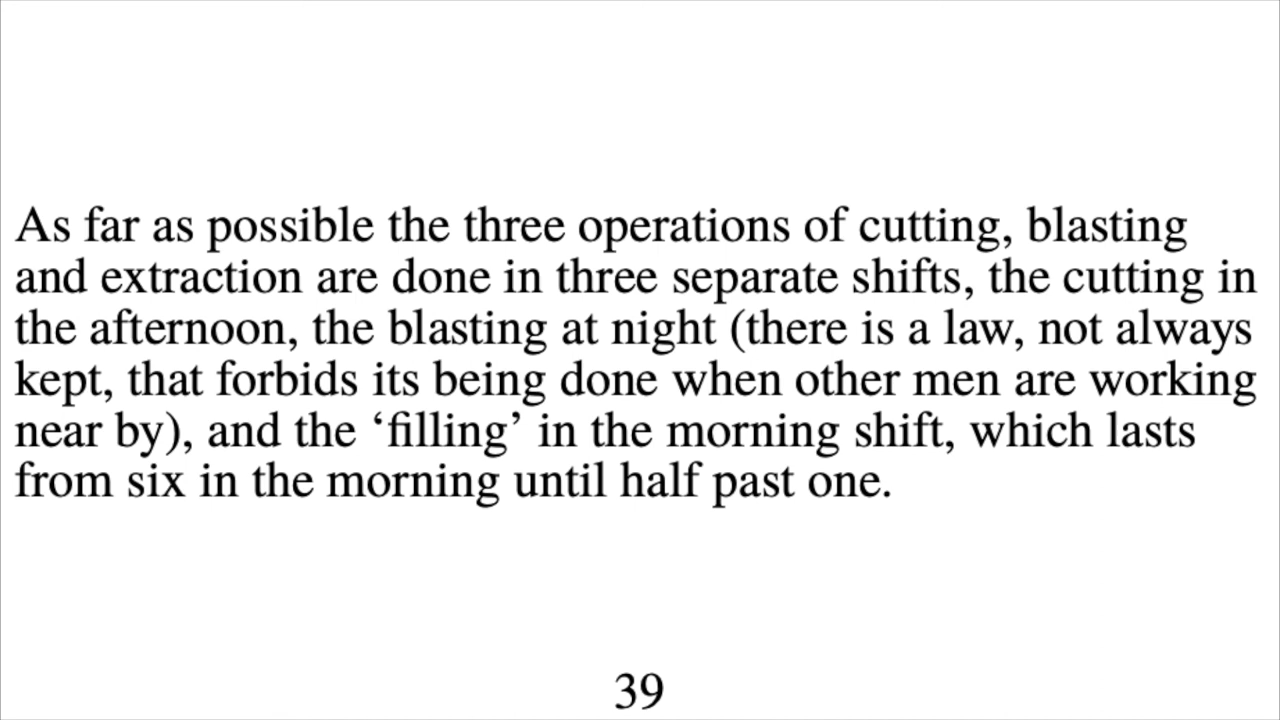 As far as possible the three operations of cutting, blasting
and extraction are done in three separate shifts, the cutting in
the afternoon, the blasting at night (there is a law, not always
kept, that forbids its being done when other men are working
near by), and the ‘filling’ in the morning shift, which lasts
from six in the morning until half past one.
39